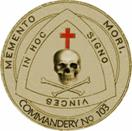 MEMENTO MORI.
IN HOC SIGNO VINCES
COMMANDERY No 103